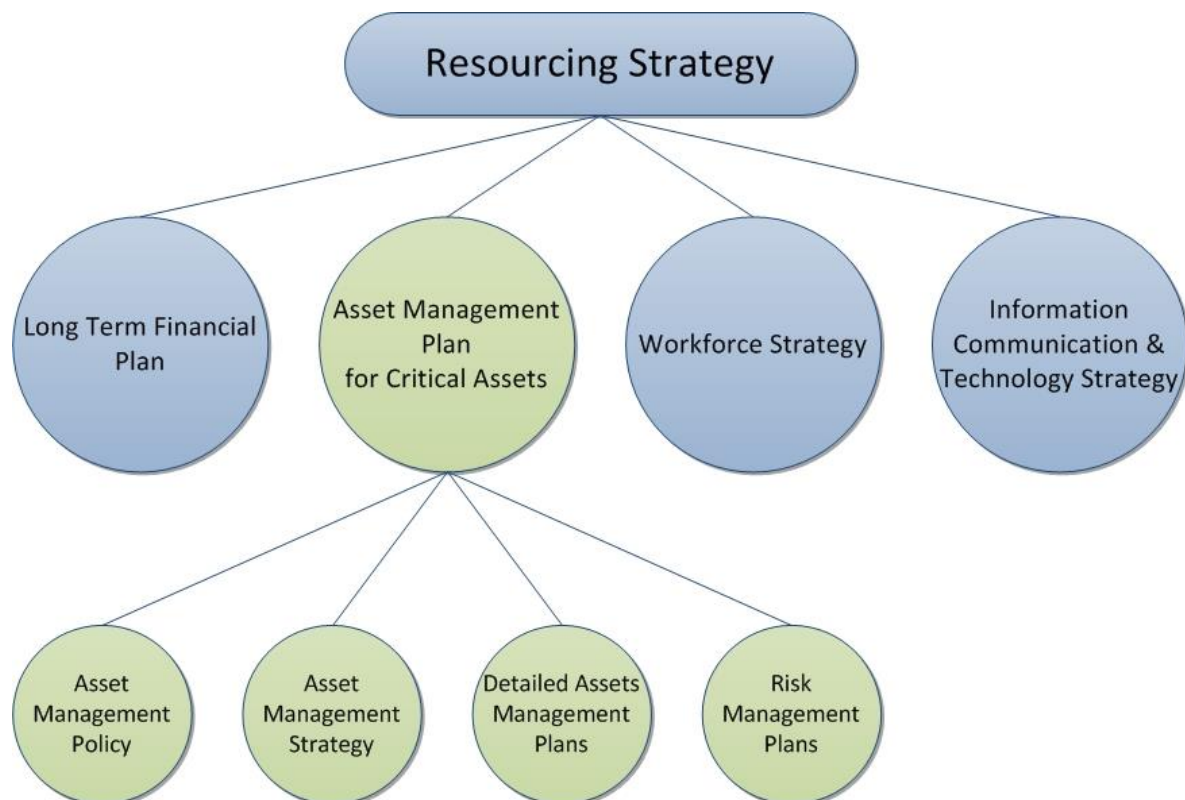 Resourcing Strategy
Long Term Financial
Plan
Asset Management
Plan
for Critical Assets
Workforce Strategy
Information
Communication &
Technology Strategy
Asset
Management
Policy
Asset
Management
Strategy
Detailed Assets
Management
Plans
Risk
Management
Plans